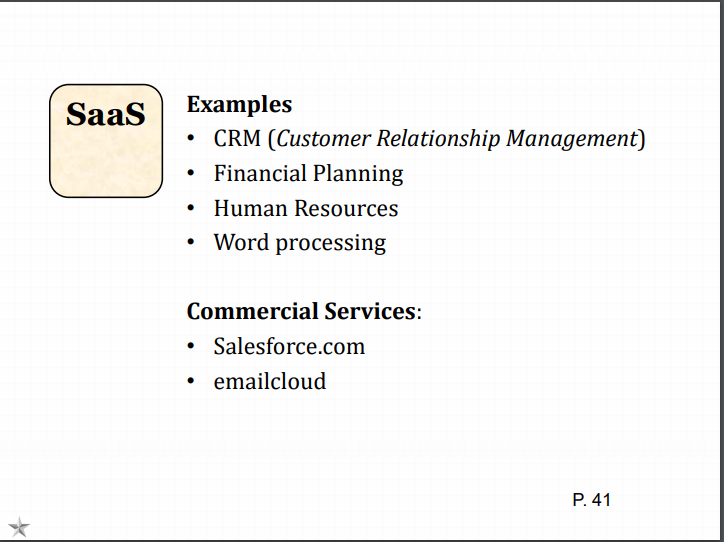 SaaS
Examples
• CRM (Customer Relationship Management)
• Financial Planning
• Human Resources
• Word processing
Commercial Services:
• Salesforce.com
• emailcloud
P. 41